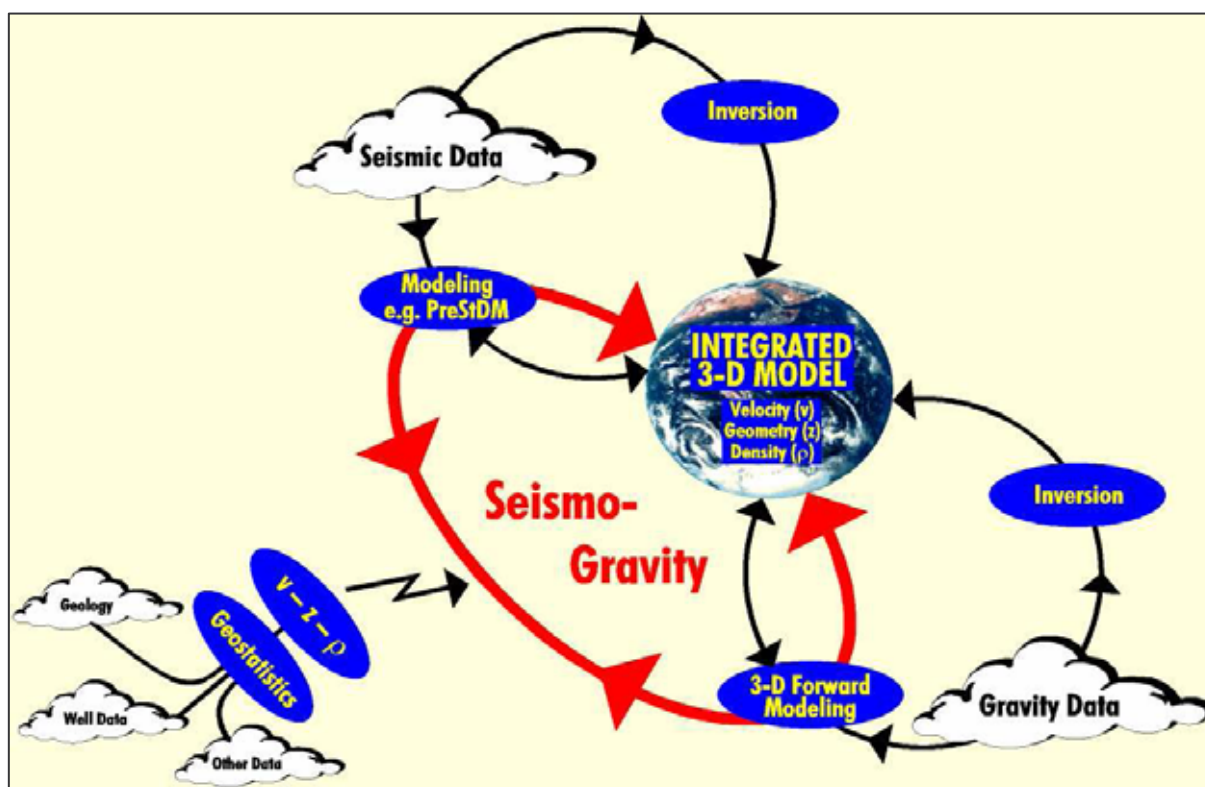 Inversion
Seismic Data
Modeling
e.g. PreStDM
INTEGRATED
3-D MODEL
Velocity (v)
Geometry (z)
Density (ρ)
Inversion
Seismo-
Gravity
Geology
V – Z – ρ
Geostatistics
Well Data
Other Data
3-D Forward
Modeling
Gravity Data